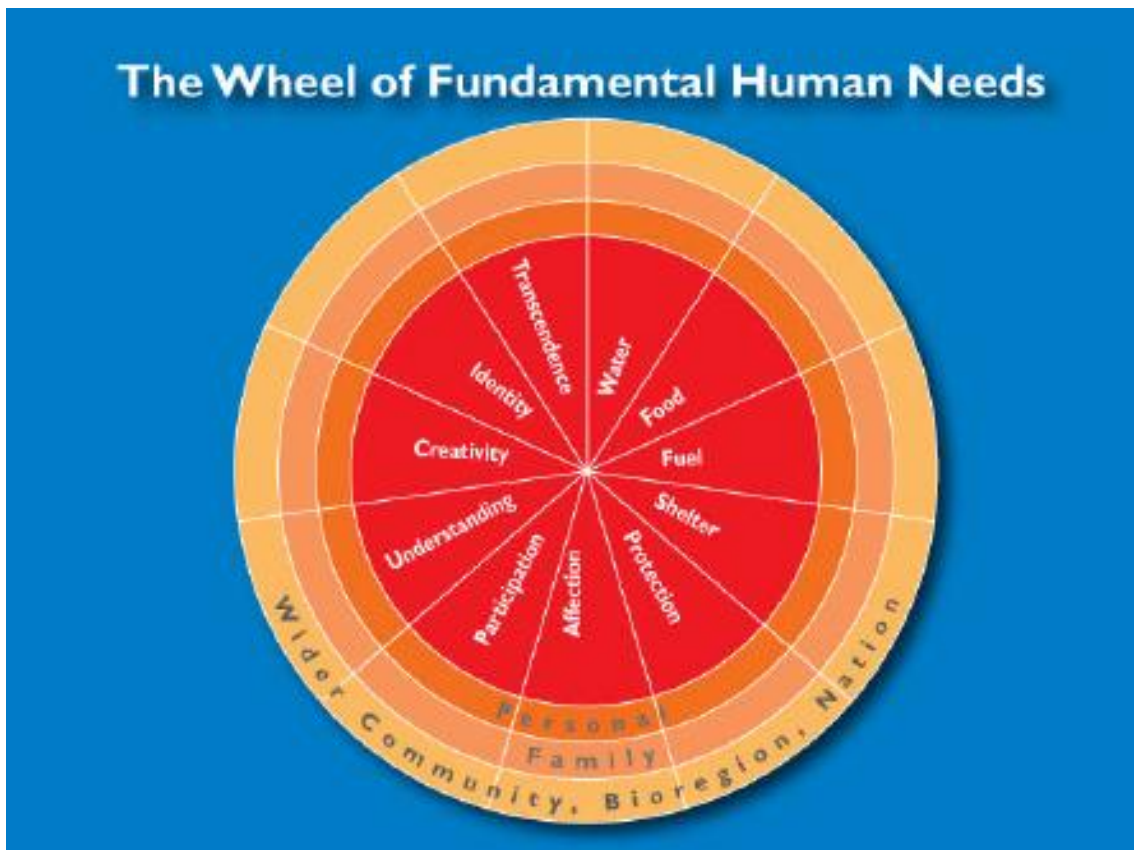 The Wheel of Fundamental Human Needs
Water
Food
Fuel
Shelter
Protection
Affection
Participation
Understanding
Creativity
Identity
Transcendence
Personal
Family
Wider Community, Bioregion, Nation